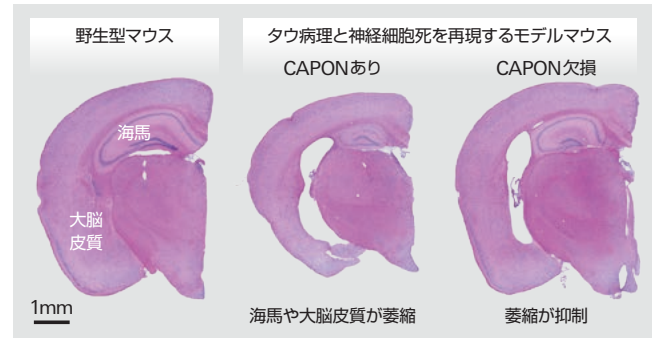 野生型マウス
タウ病理と神経細胞死を再現するモデルマウス
CAPONあり
CAPON欠損
海馬
大脳
皮質
1mm
海馬や大脳皮質が萎縮
萎縮が抑制